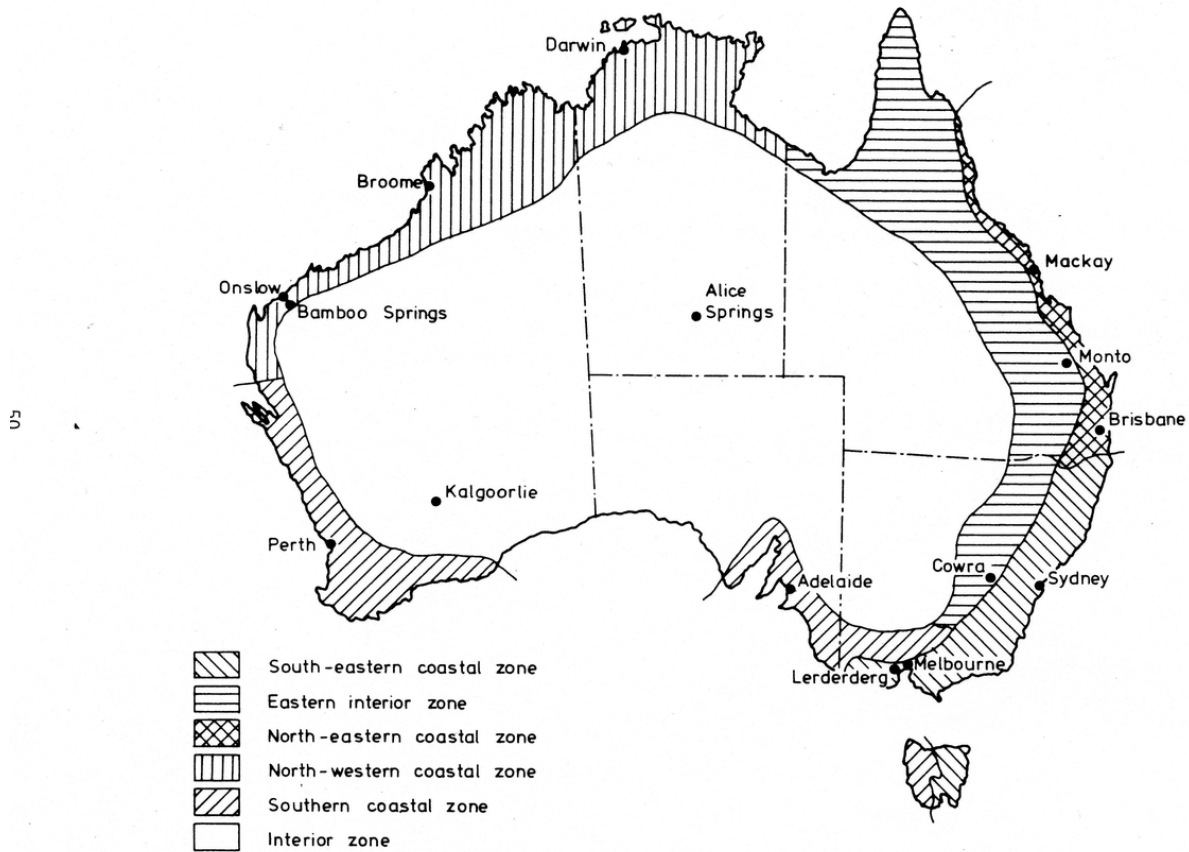 Darwin
Broome
Onslow
Bamboo Springs
Alice
Springs
Mackay
Monto
Brisbane
50
Kalgoorlie
Perth
Cowra
Adelaide
Sydney
Melbourne
Lerderderg
South-eastern coastal zone
Eastern interior zone
North-eastern coastal zone
North-western coastal zone
Southern coastal zone
Interior zone